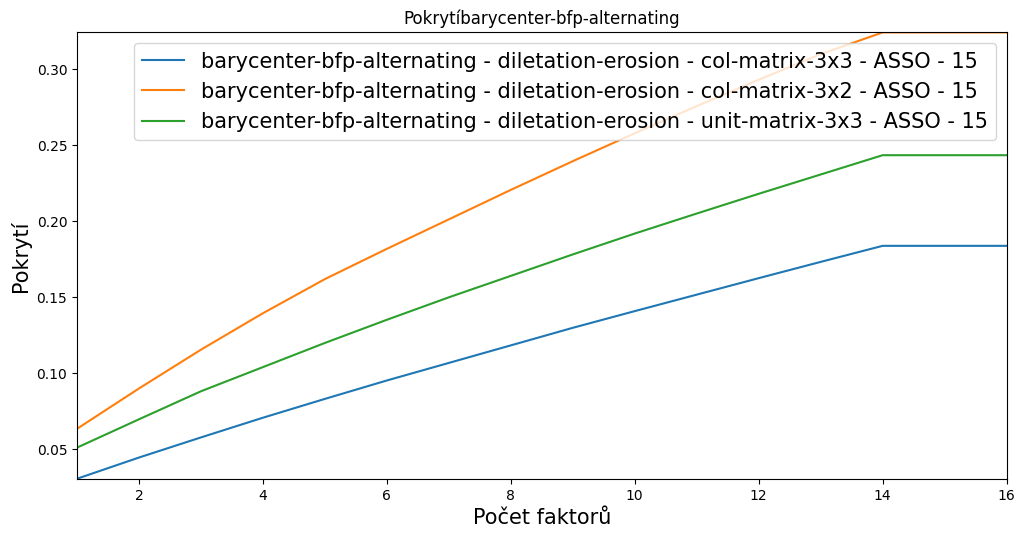 Pokrytíbarycenter-bfp-alternating
barycenter-bfp-alternating - diletation-erosion - col-matrix-3x3 - ASSO - 15
barycenter-bfp-alternating - diletation-erosion - col-matrix-3x2 - ASSO - 15
barycenter-bfp-alternating - diletation-erosion - unit-matrix-3x3 - ASSO - 15
Pokrytí
0.30
0.25
0.20
0.15
0.10
0.05
2 4 6 8 10 12 14 16
Počet faktorů